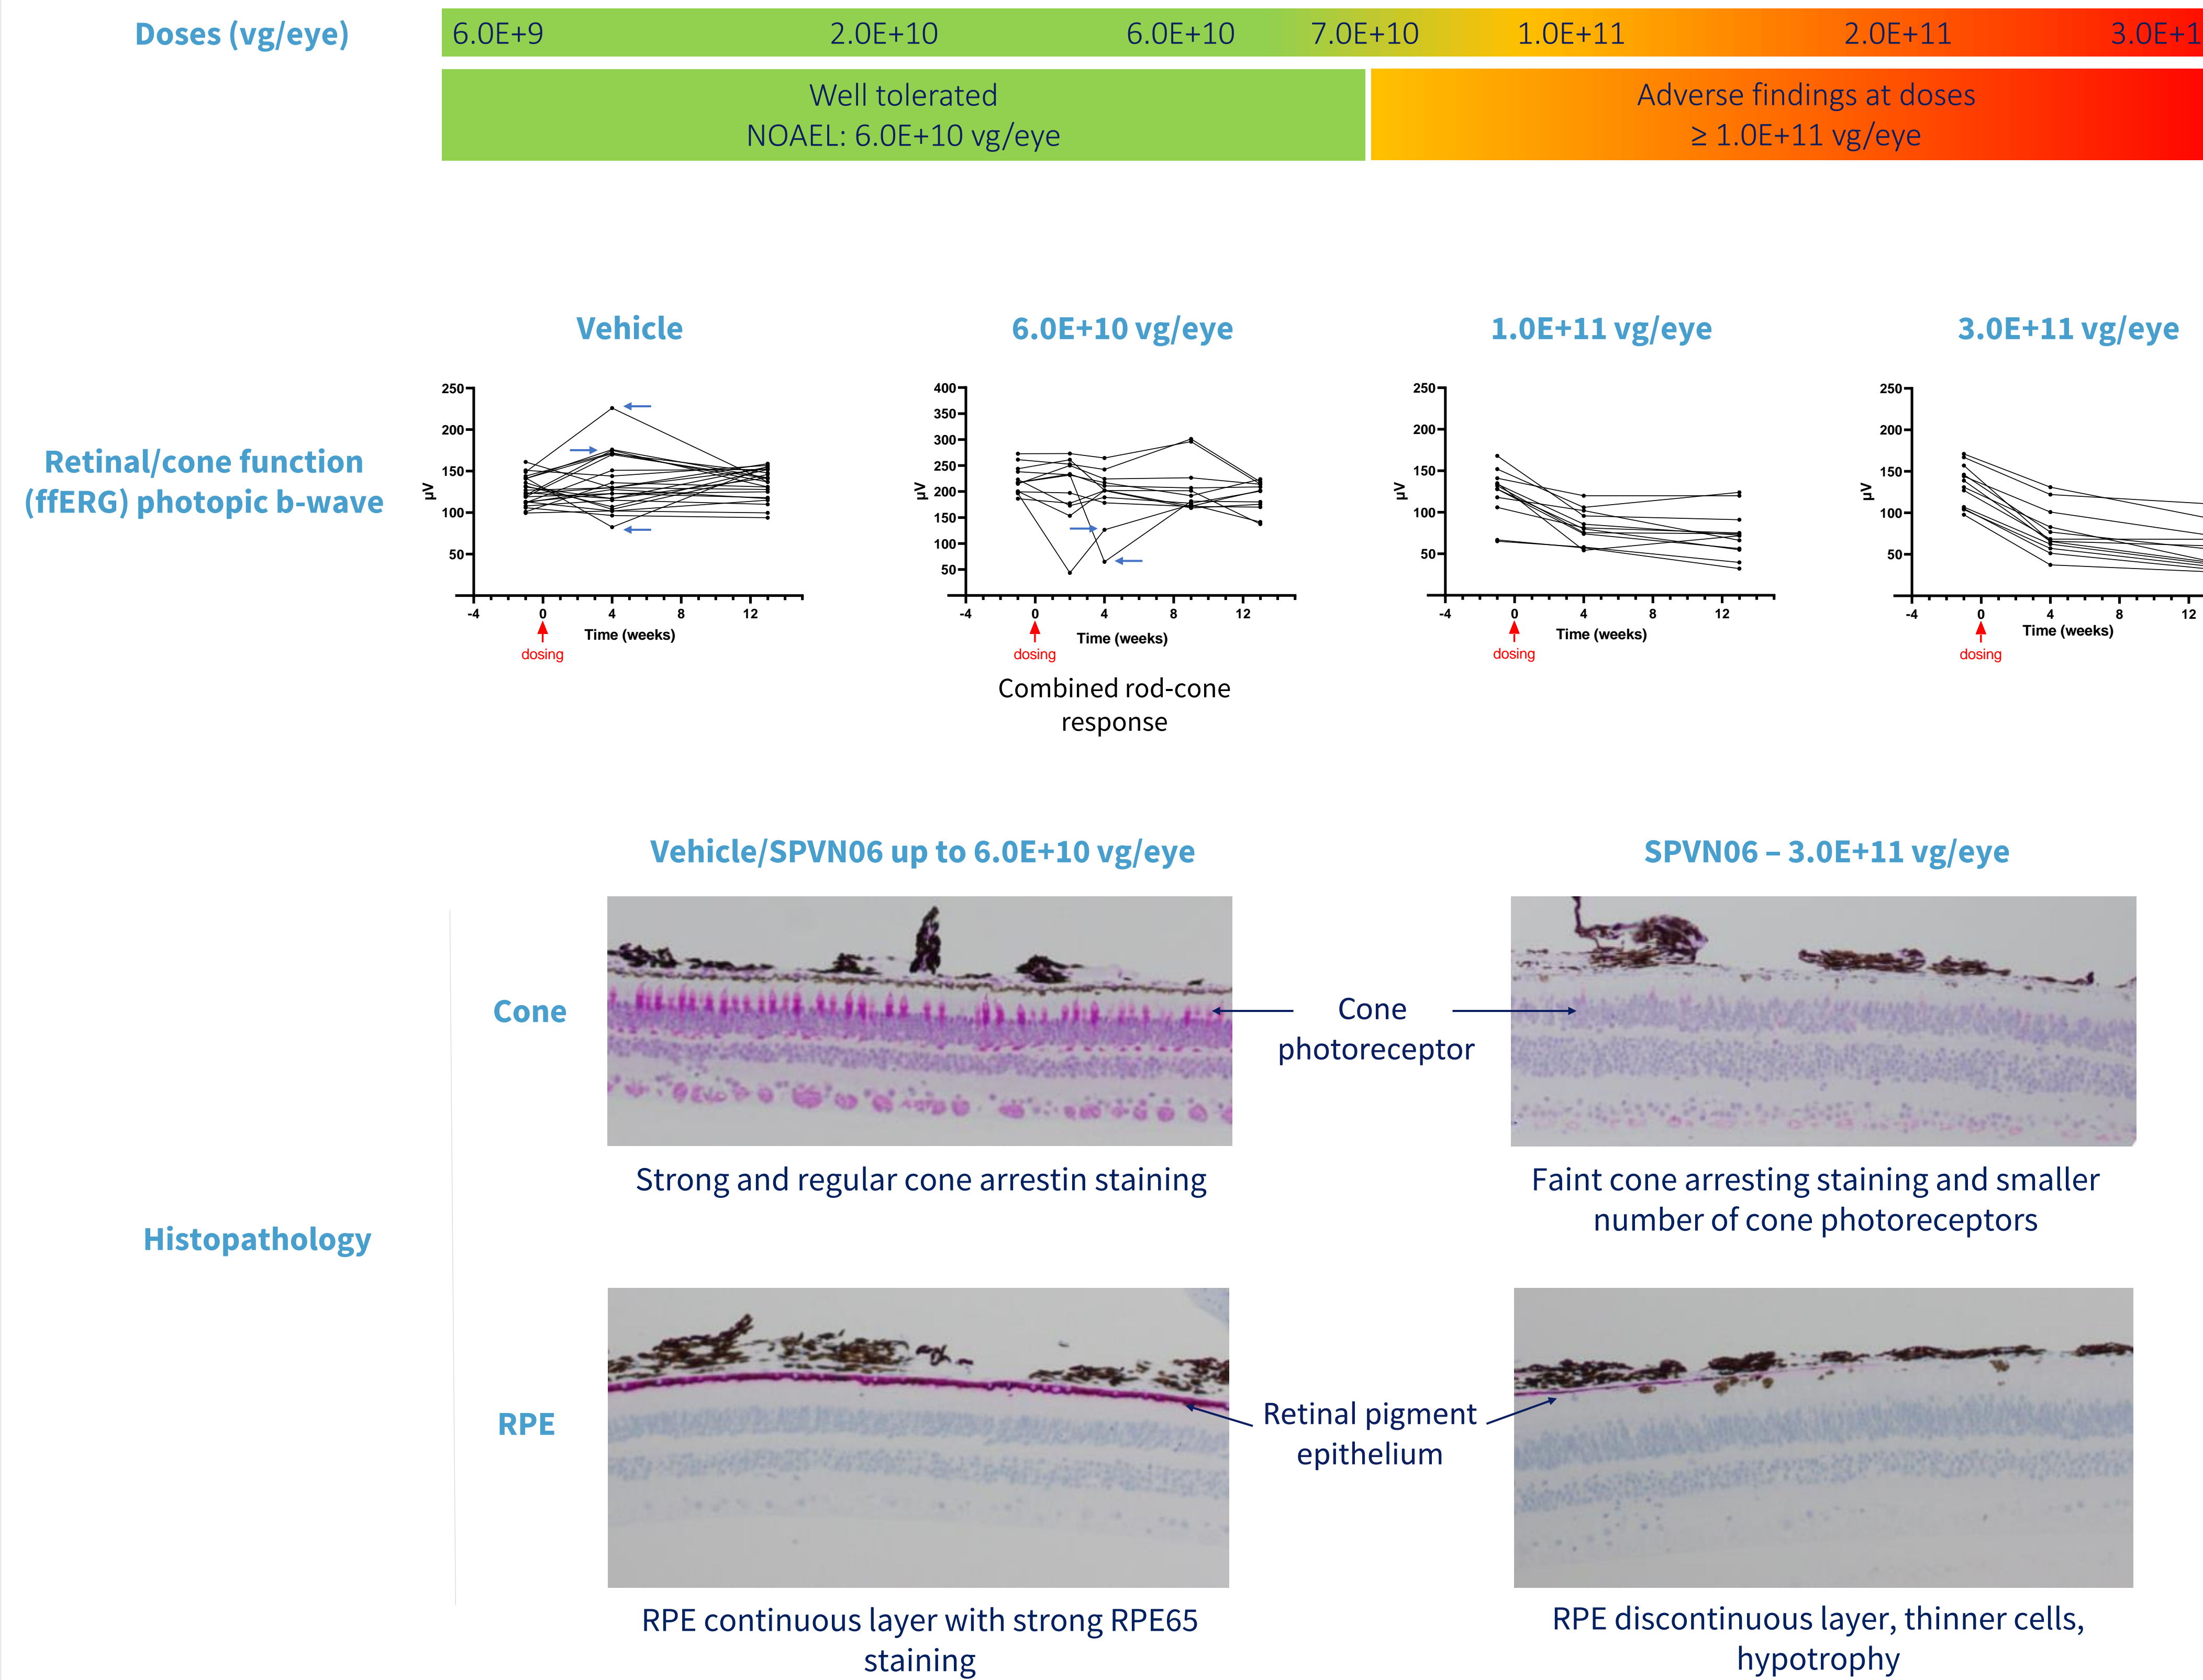 Doses (vg/eye)
6.0E+9 2.0E+10 6.0E+10 7.0E+10 1.0E+11 2.0E+11 3.0E+1
Well tolerated
NOAEL: 6.0E+10 vg/eye
Adverse findings at doses
≥ 1.0E+11 vg/eye
Retinal/cone function
(ffERG) photopic b-wave
Vehicle
250
200
150
100
50
µV
-4 0 4 8 12
Time (weeks)
dosing
6.0E+10 vg/eye
400
350
300
250
200
150
100
50
µV
-4 0 4 8 12
Time (weeks)
dosing
Combined rod-cone
response
1.0E+11 vg/eye
250
200
150
100
50
µV
-4 0 4 8 12
Time (weeks)
dosing
3.0E+11 vg/eye
250
200
150
100
50
µV
-4 0 4 8 12
Time (weeks)
dosing
Histopathology
Vehicle/SPVN06 up to 6.0E+10 vg/eye
SPVN06 – 3.0E+11 vg/eye
Cone
Cone
photoreceptor
Strong and regular cone arrestin staining
Faint cone arresting staining and smaller
number of cone photoreceptors
RPE
Retinal pigment
epithelium
RPE continuous layer with strong RPE65
staining
RPE discontinuous layer, thinner cells,
hypotrophy